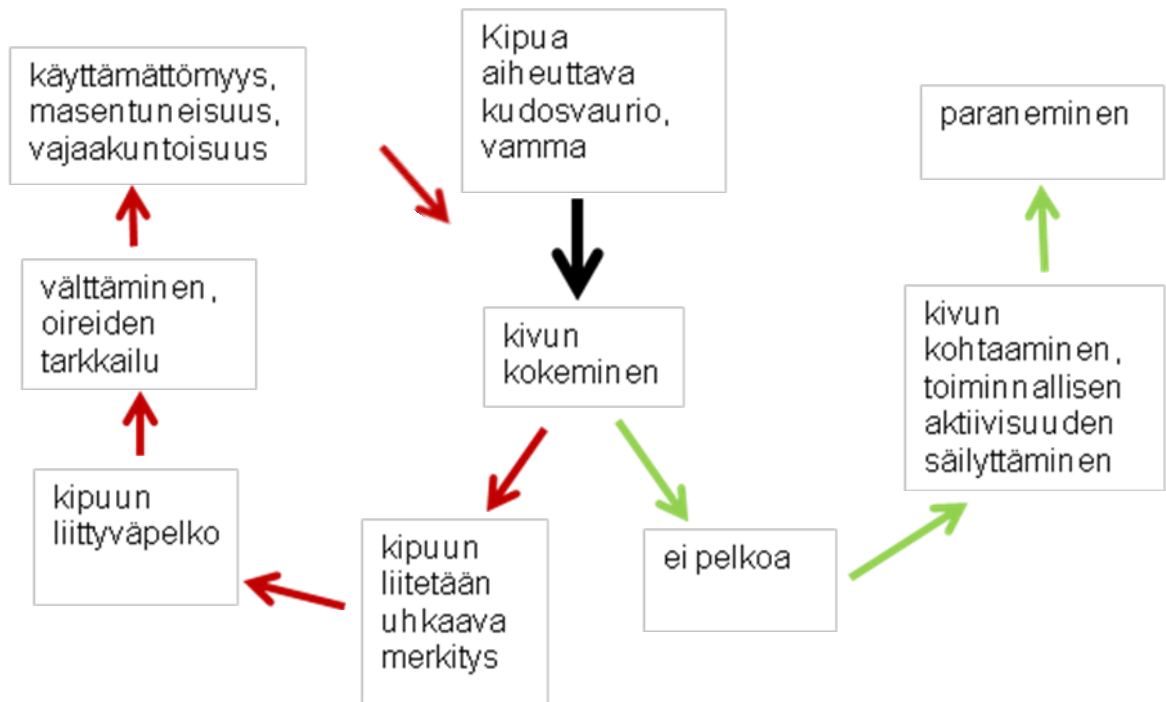 käyttämättömyys,
masentuneisuus,
vajaakuntoisuus
Kipua
aiheuttava
kudosvaurio,
vamma
paraneminen
välttäminen,
oireiden
tarkkailu
kivun
kokeminen
kivun
kohtaaminen,
toiminnallisen
aktiivisuuden
säilyttäminen
kipuun
liittyväpelko
kipuun
liitetään
uhkaava
merkitys
ei pelkoa